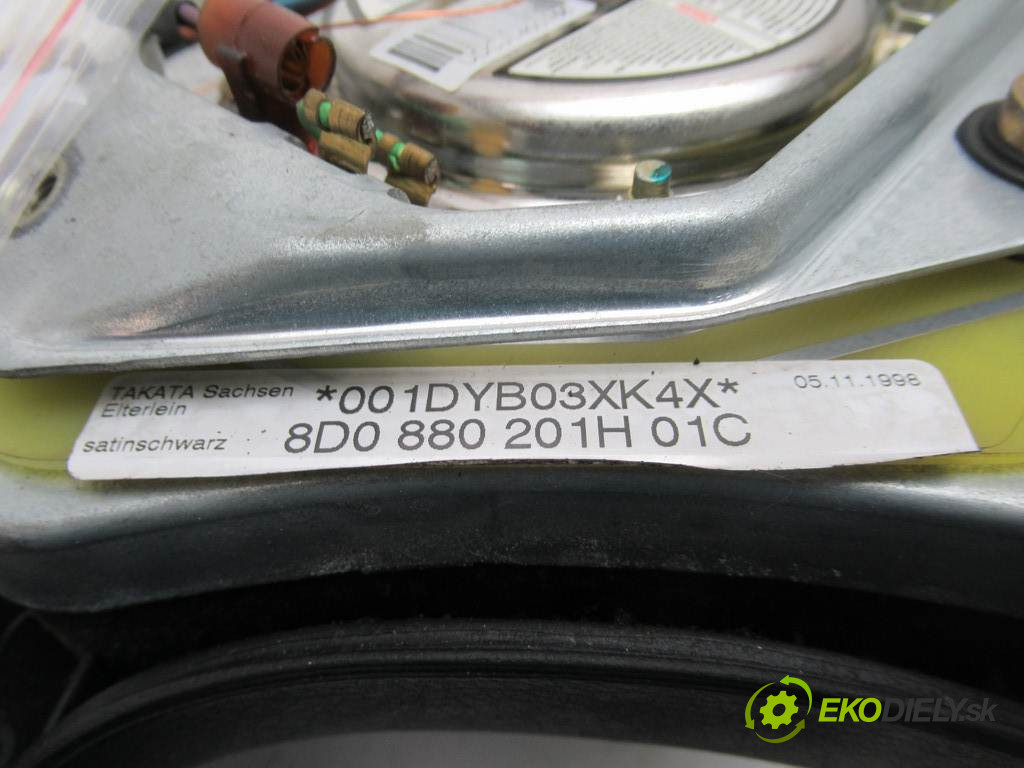 TAKATA Sachsen
Elterlein
*001DYB03XK4X*
05.11.1998
satinschwarz
8D0 880 201H 01C
EKODIELY.sk